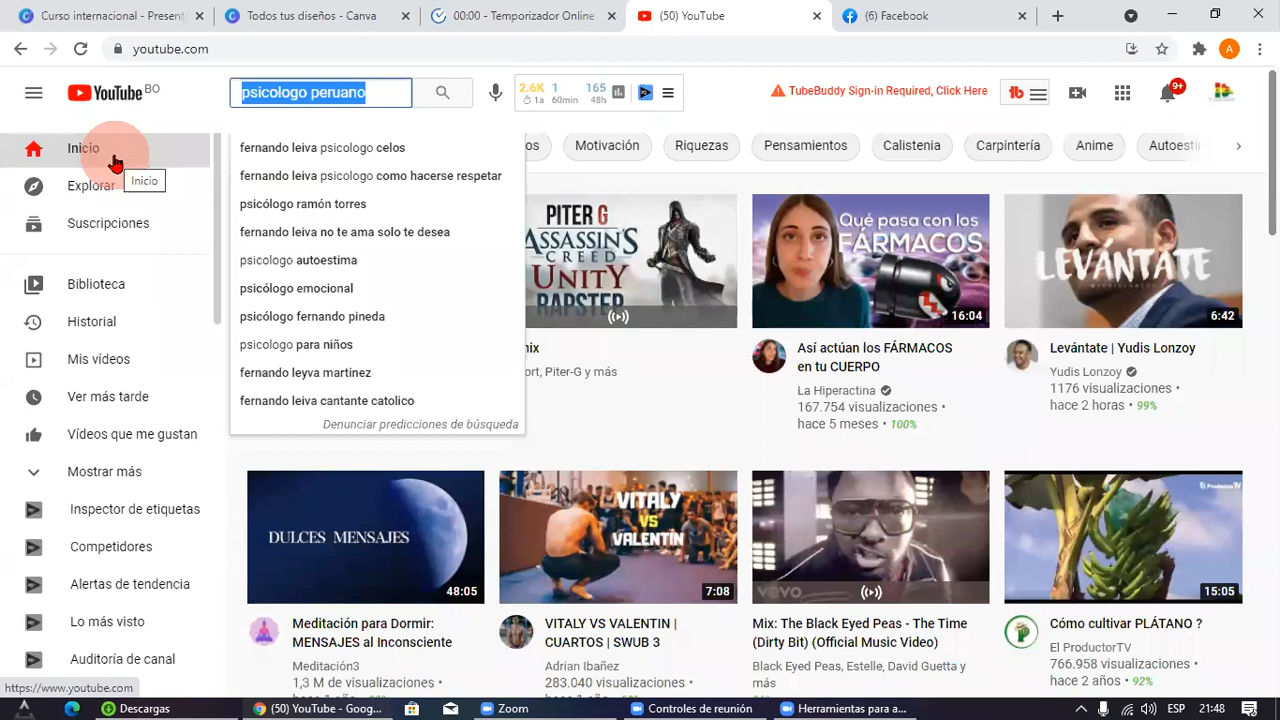 Curso internacional - Present
Todos tus diseños - Canva
00:00 - Temporizador Online
(50) YouTube
(6) Facebook
youtube.com
A
YouTube BO
psicologo peruano
2.6K 1 165
1a 60min 48h
TubeBuddy Sign-in Required, Click Here
tb
9+
Inicio
Explorar
Inicio
Suscripciones
Biblioteca
Historial
Mis vídeos
Ver más tarde
Vídeos que me gustan
Mostrar más
Inspector de etiquetas
Competidores
Alertas de tendencia
Lo más visto
Auditoría de canal
https://www.youtube.com
fernando leiva psicologo celos
fernando leiva psicologo como hacerse respetar
psicólogo ramón torres
fernando leiva no te ama solo te desea
psicologo autoestima
psicólogo emocional
psicólogo fernando pineda
psicologo para niños
fernando leyva martinez
fernando leiva cantante catolico
Denunciar predicciones de búsqueda
os
Motivación
Riquezas
Pensamientos
Calistenia
Carpintería
Anime
Autoesti
PITER G
ASSASSIN'S
CREED
UNITY
RAPSTER
nix
ort, Piter-G y más
Qué pasa con los
FÁRMACOS
16:04
Así actúan los FÁRMACOS
en tu CUERPO
La Hiperactina
167.754 visualizaciones •
hace 5 meses • 100%
LEVÁNTATE
6:42
Levántate | Yudis Lonzoy
Yudis Lonzoy
1176 visualizaciones •
hace 2 horas • 99%
DULCES MENSAJES
48:05
Meditación para Dormir:
MENSAJES al Inconsciente
Meditación3
1,3 M de visualizaciones •
VITALY
VS
VALENTÍN
7:08
VITALY VS VALENTIN |
CUARTOS | SWUB 3
Adrian Ibañez
283.040 visualizaciones •
vevo
Mix: The Black Eyed Peas - The Time
(Dirty Bit) (Official Music Video)
Black Eyed Peas, Estelle, David Guetta y
más
ProductorTV
15:05
Cómo cultivar PLÁTANO ?
El ProductorTV
766.958 visualizaciones •
hace 2 años • 92%
Descargas
(50) YouTube - Goog...
Zoom
Controles de reunión
Herramientas para a...
ESP
21:48